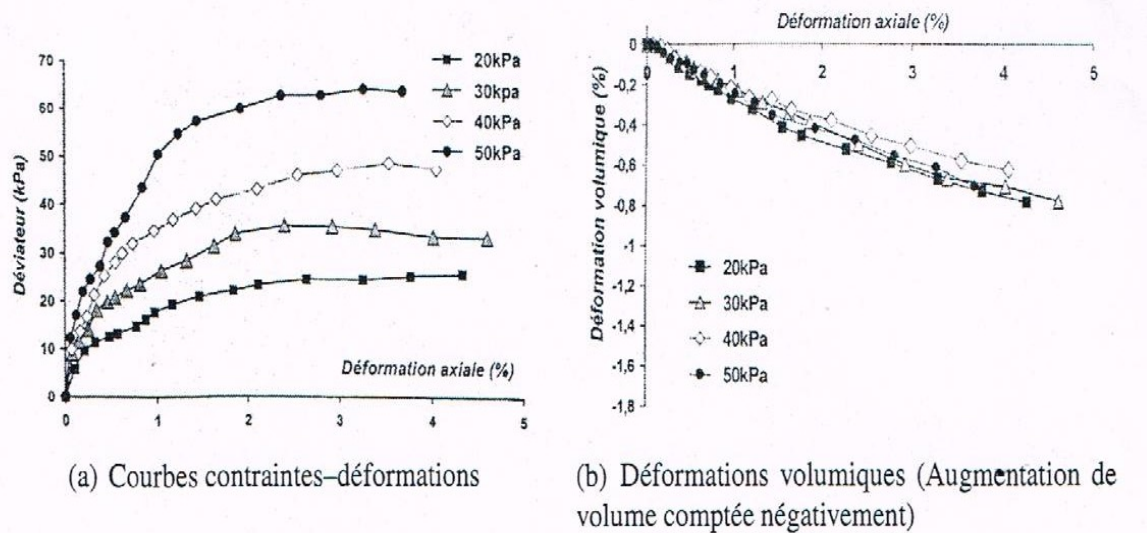 70
60
50
40
30
20
10
0
Déviateur (kPa)
20kPa
30kpa
40kPa
50kPa
Déformation axiale (%)
0 1 2 3 4 5
(a) Courbes contraintes–déformations
Déformation axiale (%)
0
-0,2
-0,4
-0,6
-0,8
-1
-1,2
-1,4
-1,6
-1,8
0 1 2 3 4 5
Déformation volumique (%)
20kPa
30kPa
40kPa
50kPa
(b) Déformations volumiques (Augmentation de
volume comptée négativement)